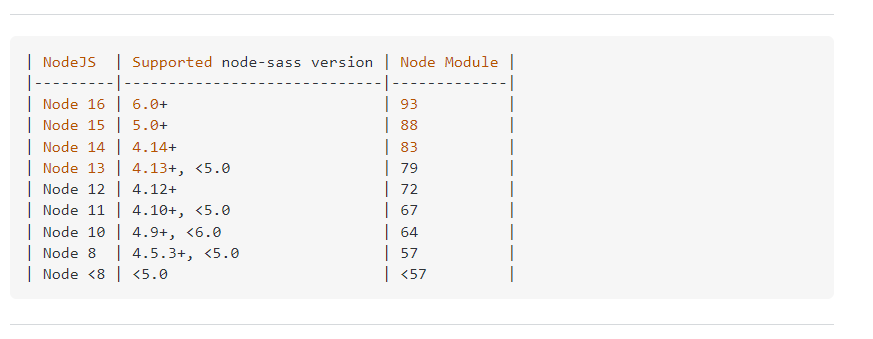 | NodeJS  | Supported node-sass version | Node Module |
|---------|-----------------------------|-------------|
| Node 16 | 6.0+                        | 93          |
| Node 15 | 5.0+                        | 88          |
| Node 14 | 4.14+                       | 83          |
| Node 13 | 4.13+, <5.0                 | 79          |
| Node 12 | 4.12+                       | 72          |
| Node 11 | 4.10+, <5.0                 | 67          |
| Node 10 | 4.9+, <6.0                  | 64          |
| Node 8  | 4.5.3+, <5.0                | 57          |
| Node <8 | <5.0                        | <57         |